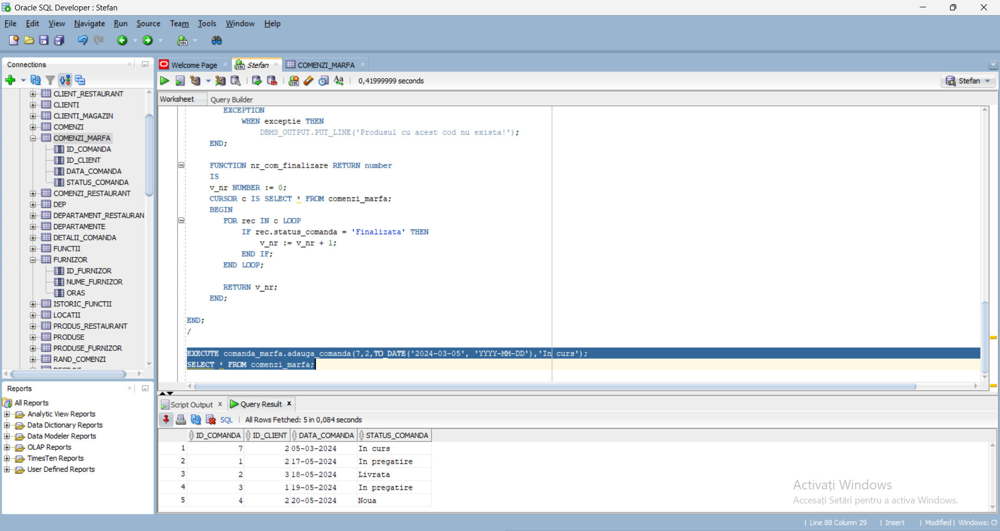 Oracle SQL Developer : Stefan
File Edit View Navigate Run Source Team Tools Window Help
Connections
CLIENT_RESTAURANT
CLIENTI
CLIENTI_MAGAZIN
COMENZI
COMENZI_MARFA
ID_COMANDA
ID_CLIENT
DATA_COMANDA
STATUS_COMANDA
COMENZI_RESTAURANT
DEP
DEPARTAMENT_RESTAURAN
DEPARTAMENTE
DETALII_COMANDA
FUNCTII
FURNIZOR
ID_FURNIZOR
NUME_FURNIZOR
ORAS
ISTORIC_FUNCTII
LOCATII
PRODUS_RESTAURANT
PRODUSE
PRODUSE_FURNIZOR
RAND_COMENZI
Reports
All Reports
Analytic View Reports
Data Dictionary Reports
Data Modeler Reports
OLAP Reports
TimesTen Reports
User Defined Reports
Welcome Page Stefan COMENZI_MARFA
0,41999999 seconds
Stefan
Worksheet Query Builder
EXCEPTION
WHEN exceptie THEN
DBMS_OUTPUT.PUT_LINE('Produsul cu acest cod nu exista!');
END;
FUNCTION nr_com_finalizare RETURN number
IS
v_nr NUMBER := 0;
CURSOR c IS SELECT * FROM comenzi_marfa;
BEGIN
FOR rec IN c LOOP
IF rec.status_comanda = 'Finalizata' THEN
v_nr := v_nr + 1;
END IF;
END LOOP;
RETURN v_nr;
END;
END;
/
EXECUTE comanda_marfa.adauga_comanda(7,2,TO_DATE('2024-03-05', 'YYYY-MM-DD'),'In curs');
SELECT * FROM comenzi_marfa;
Script Output Query Result
SQL All Rows Fetched: 5 in 0,084 seconds
ID_COMANDA ID_CLIENT DATA_COMANDA STATUS_COMANDA
1 7 2 05-03-2024 In curs
2 1 2 17-05-2024 In pregatire
3 2 3 18-05-2024 Livrata
4 3 1 19-05-2024 In pregatire
5 4 2 20-05-2024 Noua
Activați Windows
Accesați Setări pentru a activa Windows.
Line 88 Column 29 Insert Modified Windows: CF